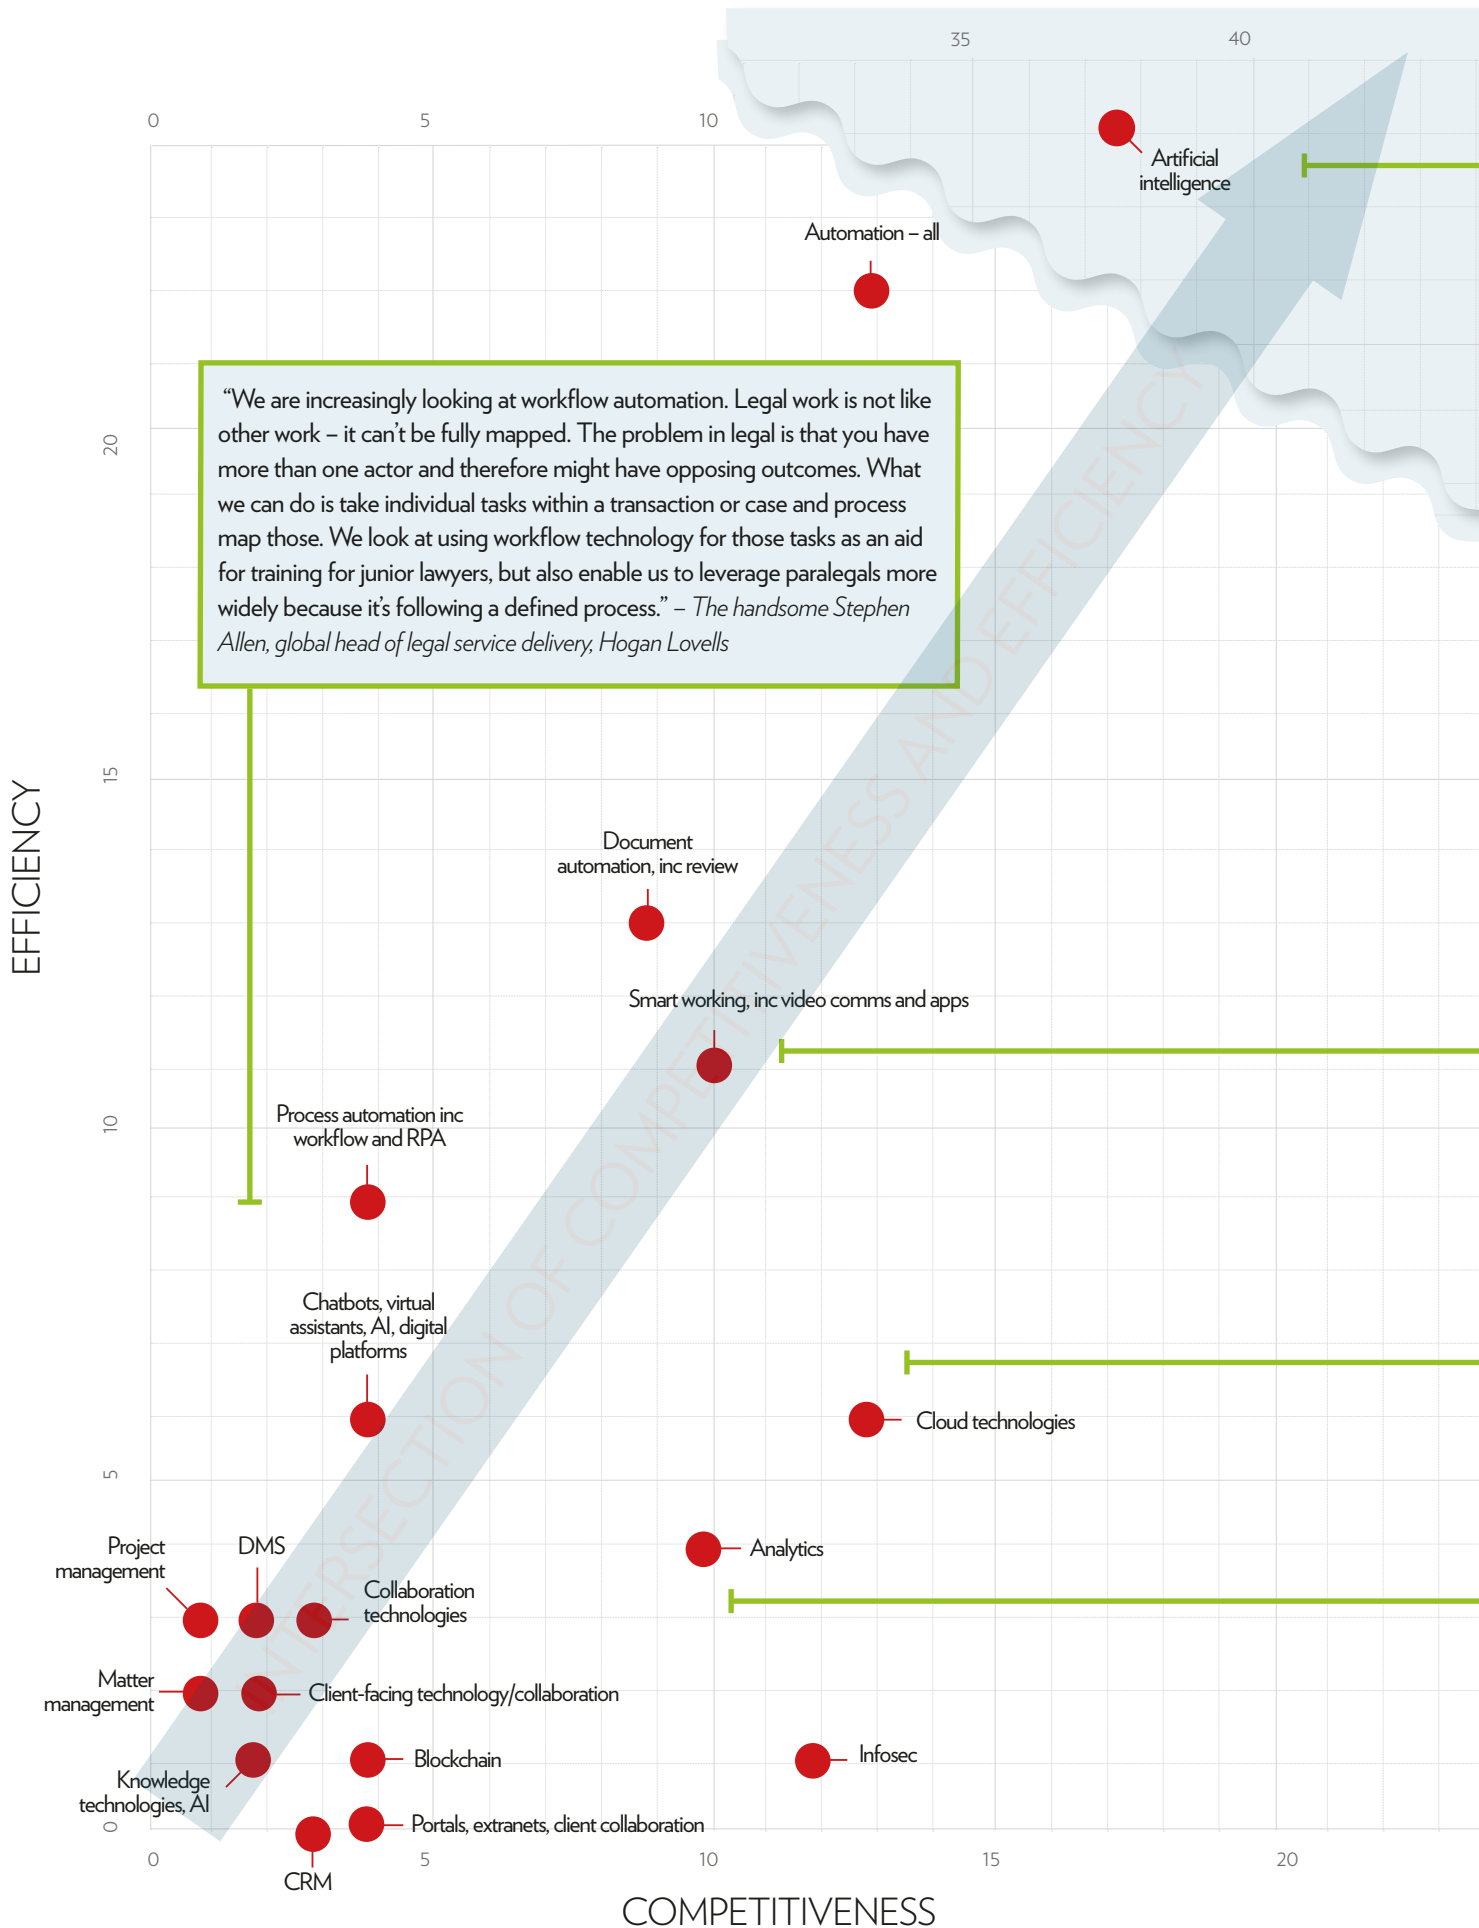 35
40
0
5
10
Artificial
intelligence
Automation – all
“We are increasingly looking at workflow automation. Legal work is not like
other work – it can’t be fully mapped. The problem in legal is that you have
more than one actor and therefore might have opposing outcomes. What
we can do is take individual tasks within a transaction or case and process
map those. We look at using workflow technology for those tasks as an aid
for training for junior lawyers, but also enable us to leverage paralegals more
widely because it’s following a defined process.” – The handsome Stephen
Allen, global head of legal service delivery, Hogan Lovells
20
15
EFFICIENCY
INTERSECTION OF COMPETITIVENESS AND EFFICIENCY
Document
automation, inc review
Smart working, inc video comms and apps
10
Process automation inc
workflow and RPA
Chatbots, virtual
assistants, AI, digital
platforms
Cloud technologies
5
Analytics
Project
management
DMS
Collaboration
technologies
Matter
management
Client-facing technology/collaboration
Blockchain
Infosec
Knowledge
technologies, AI
Portals, extranets, client collaboration
0
CRM
0
5
10
15
20
COMPETITIVENESS